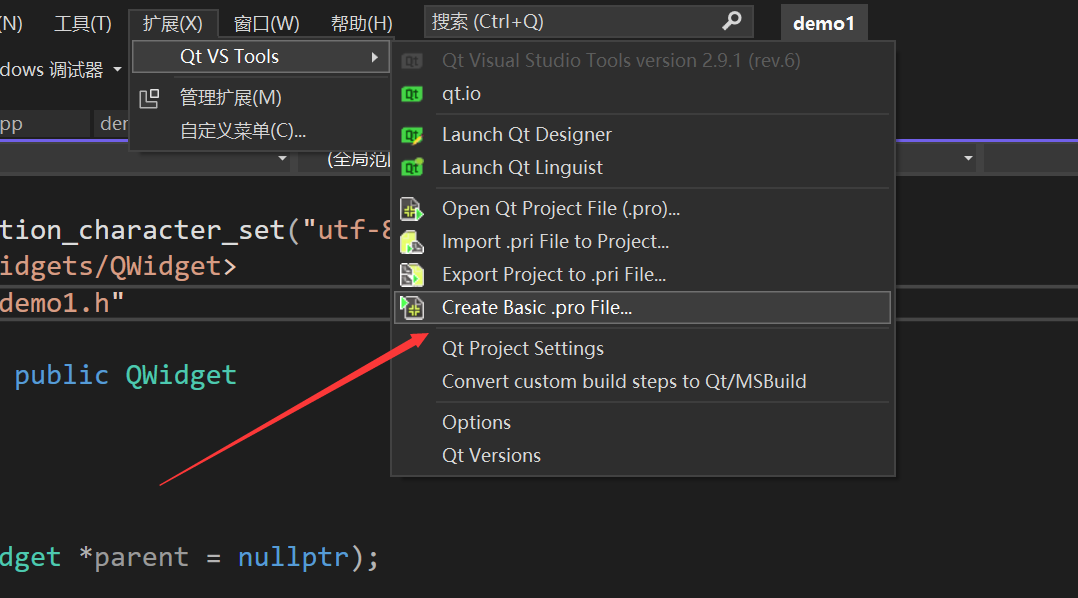 (N) 工具(T) 扩展(X) 窗口(W) 帮助(H) 搜索 (Ctrl+Q) demo1
dows 调试器
Qt VS Tools
管理扩展(M)
自定义菜单(C)...
Qt Visual Studio Tools version 2.9.1 (rev.6)
qt.io
Launch Qt Designer
Launch Qt Linguist
Open Qt Project File (.pro)...
Import .pri File to Project...
Export Project to .pri File...
Create Basic .pro File...
Qt Project Settings
Convert custom build steps to Qt/MSBuild
Options
Qt Versions
pp der
(全局范
tion_character_set("utf-8
idgets/QWidget>
demo1.h"
public QWidget
dget *parent = nullptr);